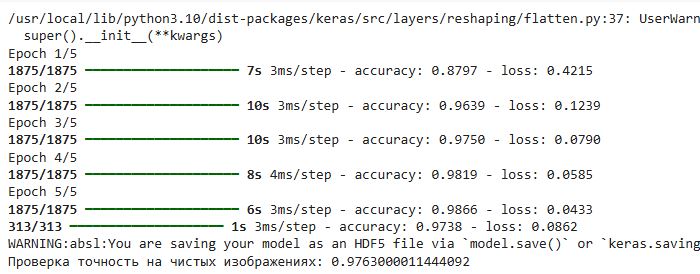 /usr/local/lib/python3.10/dist-packages/keras/src/layers/reshaping/flatten.py:37: UserWarn
super().__init__(**kwargs)
Epoch 1/5
1875/1875 ━━━━━━━━━━━━━━━━━━━━ 7s 3ms/step - accuracy: 0.8797 - loss: 0.4215
Epoch 2/5
1875/1875 ━━━━━━━━━━━━━━━━━━━━ 10s 3ms/step - accuracy: 0.9639 - loss: 0.1239
Epoch 3/5
1875/1875 ━━━━━━━━━━━━━━━━━━━━ 10s 3ms/step - accuracy: 0.9750 - loss: 0.0790
Epoch 4/5
1875/1875 ━━━━━━━━━━━━━━━━━━━━ 8s 4ms/step - accuracy: 0.9819 - loss: 0.0585
Epoch 5/5
1875/1875 ━━━━━━━━━━━━━━━━━━━━ 6s 3ms/step - accuracy: 0.9866 - loss: 0.0433
313/313 ━━━━━━━━━━━━━━━━━━━━ 1s 3ms/step - accuracy: 0.9738 - loss: 0.0862
WARNING:absl:You are saving your model as an HDF5 file via `model.save()` or `keras.saving
Проверка точность на чистых изображениях: 0.9763000011444092